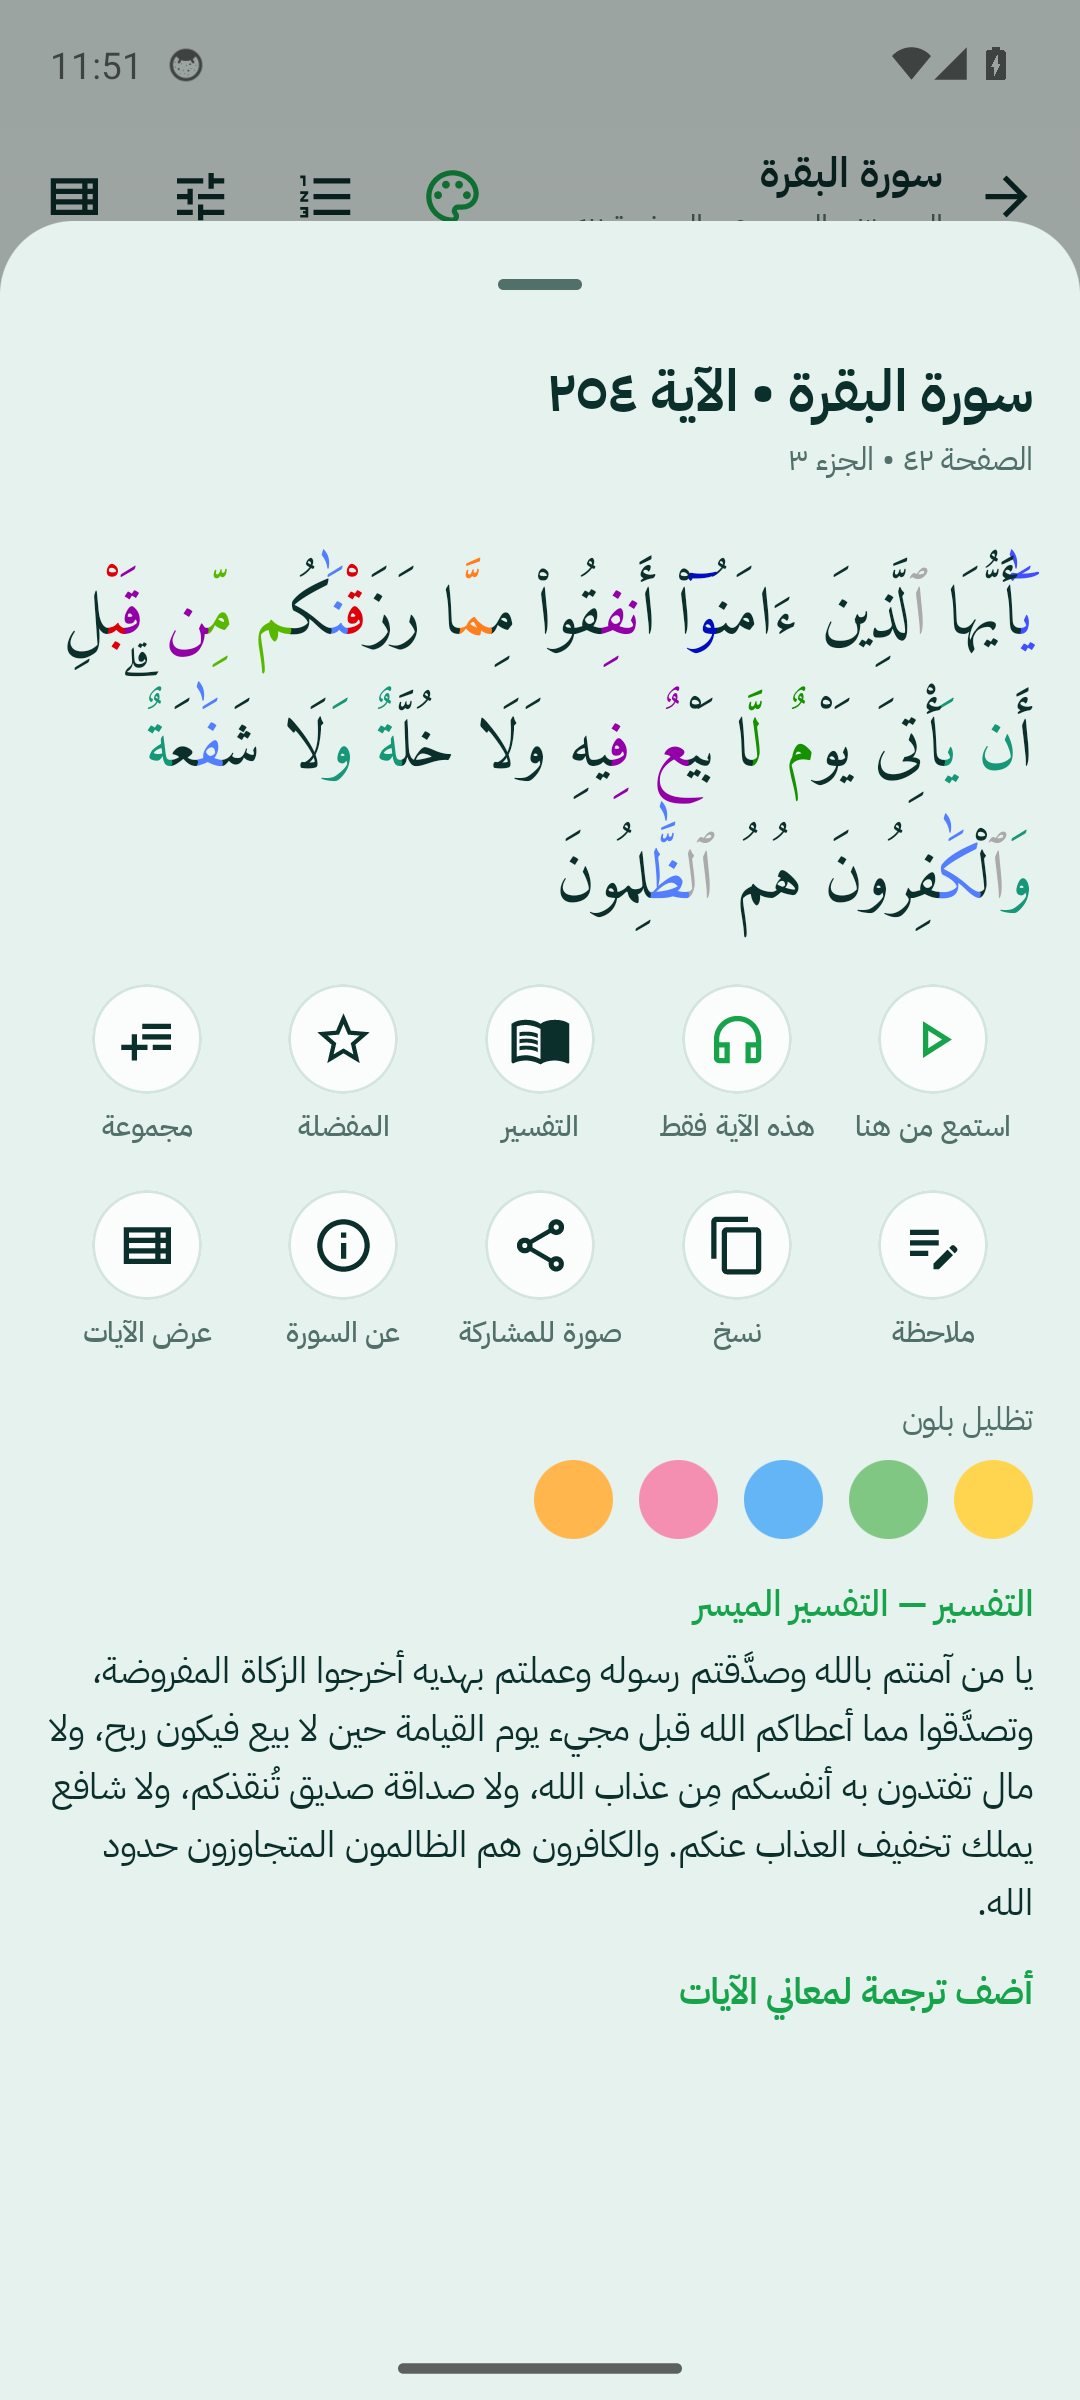 11:51
سورة البقرة
سورة البقرة • الآية ٢٥٤
الصفحة ٤٢ • الجزء ٣
يَٰٓأَيُّهَا ٱلَّذِينَ ءَامَنُوٓا۟ أَنفِقُوا۟ مِمَّا رَزَقْنَٰكُم مِّن قَبْلِ
أَن يَأْتِىَ يَوْمٌ لَّا بَيْعٌ فِيهِ وَلَا خُلَّةٌ وَلَا شَفَٰعَةٌ ۗ
وَٱلْكَٰفِرُونَ هُمُ ٱلظَّٰلِمُونَ
استمع من هنا
هذه الآية فقط
التفسير
المفضلة
مجموعة
ملاحظة
نسخ
صورة للمشاركة
عن السورة
عرض الآيات
تظليل بلون
التفسير — التفسير الميسر
يا من آمنتم بالله وصدَّقتم رسوله وعملتم بهديه أخرجوا الزكاة المفروضة،
وتصدَّقوا مما أعطاكم الله قبل مجيء يوم القيامة حين لا بيع فيكون ربح، ولا
مال تفتدون به أنفسكم مِن عذاب الله، ولا صداقة صديق تُنقذكم، ولا شافع
يملك تخفيف العذاب عنكم. والكافرون هم الظالمون المتجاوزون حدود
الله.
أضف ترجمة لمعاني الآيات